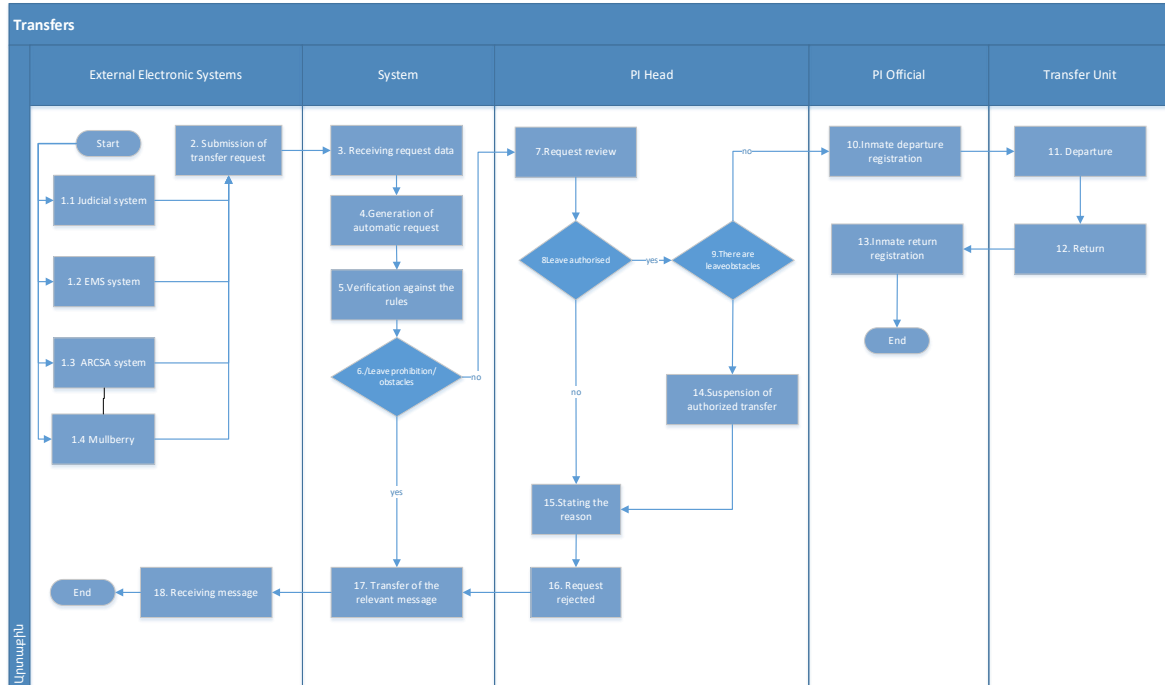 Transfers
External Electronic Systems
System
PI Head
PI Official
Transfer Unit
Start
2. Submission of
transfer request
3. Receiving request data
7.Request review
no
10.Inmate departure
registration
11. Departure
1.1 Judicial system
4.Generation of
automatic request
8Leave authorised
yes
9.There are
leaveobstacles
13.Inmate return
registration
12. Return
1.2 EMS system
5.Verification against the
rules
End
1.3 ARCSA system
6./Leave prohibition/
obstacles
no
no
14.Suspension of
authorized transfer
1.4 Mullberry
yes
15.Stating the
reason
End
18. Receiving message
17. Transfer of the
relevant message
16. Request
rejected